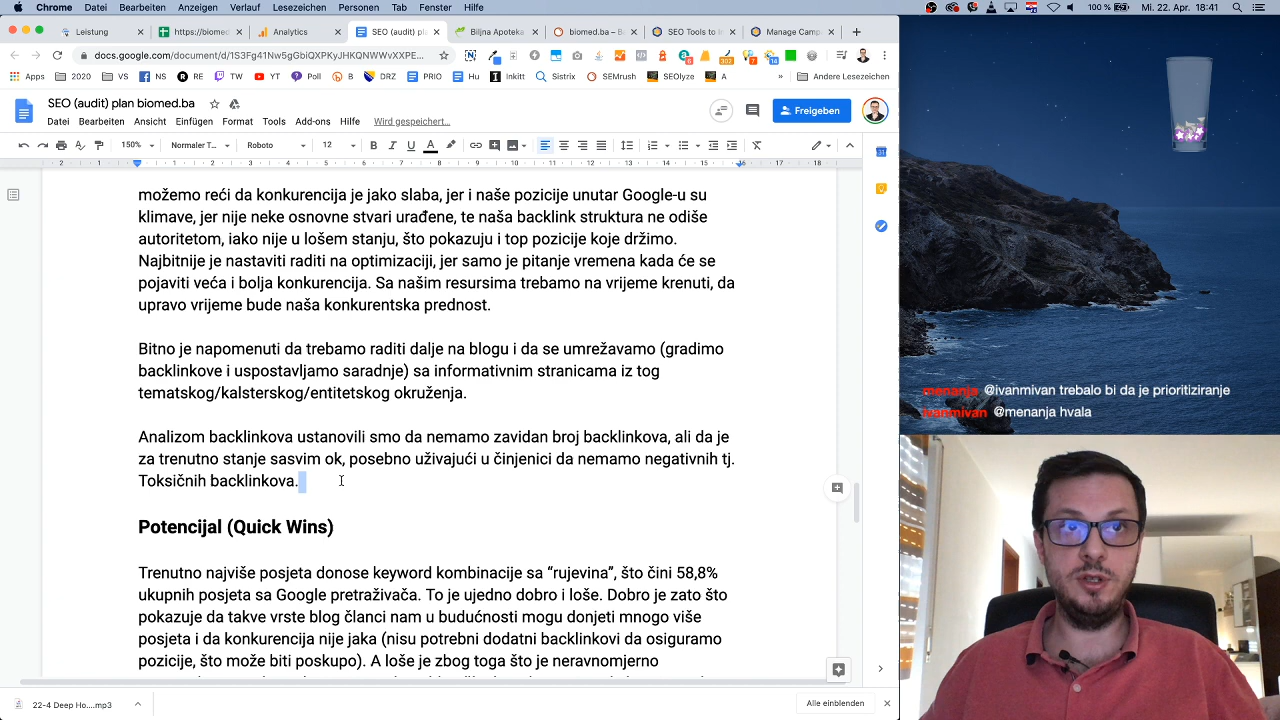 Chrome Bearbeiten Anzeigen Verlauf Lesezeichen Personen Tab Fenster Hilfe
100 % Mi. 22. Apr. 18:41
Leistung
https://biomed
Analytics
SEO (audit) plan
Biljna Apoteka
biomed.ba – Ba
SEO Tools to In
Manage Camp
docs.google.com/document/d/1S3Fg41Nw5gGbiQXPyKJHKQNWWvXXPE...
Apps 2020 VS NS RE TW YT Poll DRZ PRIO Hu Inkitt Sistrix SEMrush SEOlyze A » Andere Lesezeichen
SEO (audit) plan biomed.ba
Datei Bearbeiten Ansicht Einfügen Format Tools Add-ons Hilfe Wird gespeichert...
Freigeben
150% Normaler T... Roboto 12
možemo reći da konkurencija je jako slaba, jer i naše pozicije unutar Google-u su
klimave, jer nije neke osnovne stvari urađene, te naša backlink struktura ne odiše
autoritetom, iako nije u lošem stanju, što pokazuju i top pozicije koje držimo.
Najbitnije je nastaviti raditi na optimizaciji, jer samo je pitanje vremena kada će se
pojaviti veća i bolja konkurencija. Sa našim resursima trebamo na vrijeme krenuti, da
upravo vrijeme bude naša konkurentska prednost.
Bitno je napomenuti da trebamo raditi dalje na blogu i da se umrežavamo (gradimo
backlinkove i uspostavljamo saradnje) sa informativnim stranicama iz tog
tematskog/kalsterskog/entitetskog okruženja.
Analizom backlinkova ustanovili smo da nemamo zavidan broj backlinkova, ali da je
za trenutno stanje sasvim ok, posebno uživajući u činjenici da nemamo negativnih tj.
Toksičnih backlinkova.
Potencijal (Quick Wins)
Trenutno najviše posjeta donose keyword kombinacije sa “rujevina”, što čini 58,8%
ukupnih posjeta sa Google pretraživača. To je ujedno dobro i loše. Dobro je zato što
pokazuje da takve vrste blog članci nam u budućnosti mogu donjeti mnogo više
posjeta i da konkurencija nije jaka (nisu potrebni dodatni backlinkovi da osiguramo
pozicije, što može biti poskupo). A loše je zbog toga što je neravnomjerno
menanja @ivanmivan trebalo bi da je prioritiziranje
ivanmivan @menanja hvala
22-4 Deep Ho....mp3
Alle einblenden